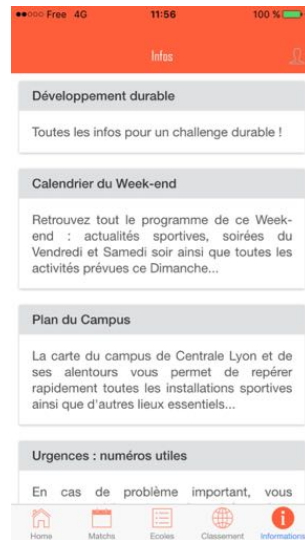 Free 4G 11:56 100 %
Infos
Développement durable
Toutes les infos pour un challenge durable !
Calendrier du Week-end
Retrouvez tout le programme de ce Week-
end : actualités sportives, soirées du
Vendredi et Samedi soir ainsi que toutes les
activités prévues ce Dimanche...
Plan du Campus
La carte du campus de Centrale Lyon et de
ses alentours vous permet de repérer
rapidement toutes les installations sportives
ainsi que d'autres lieux essentiels...
Urgences : numéros utiles
En cas de problème important, vous
Home Matchs Ecoles Classement Informations